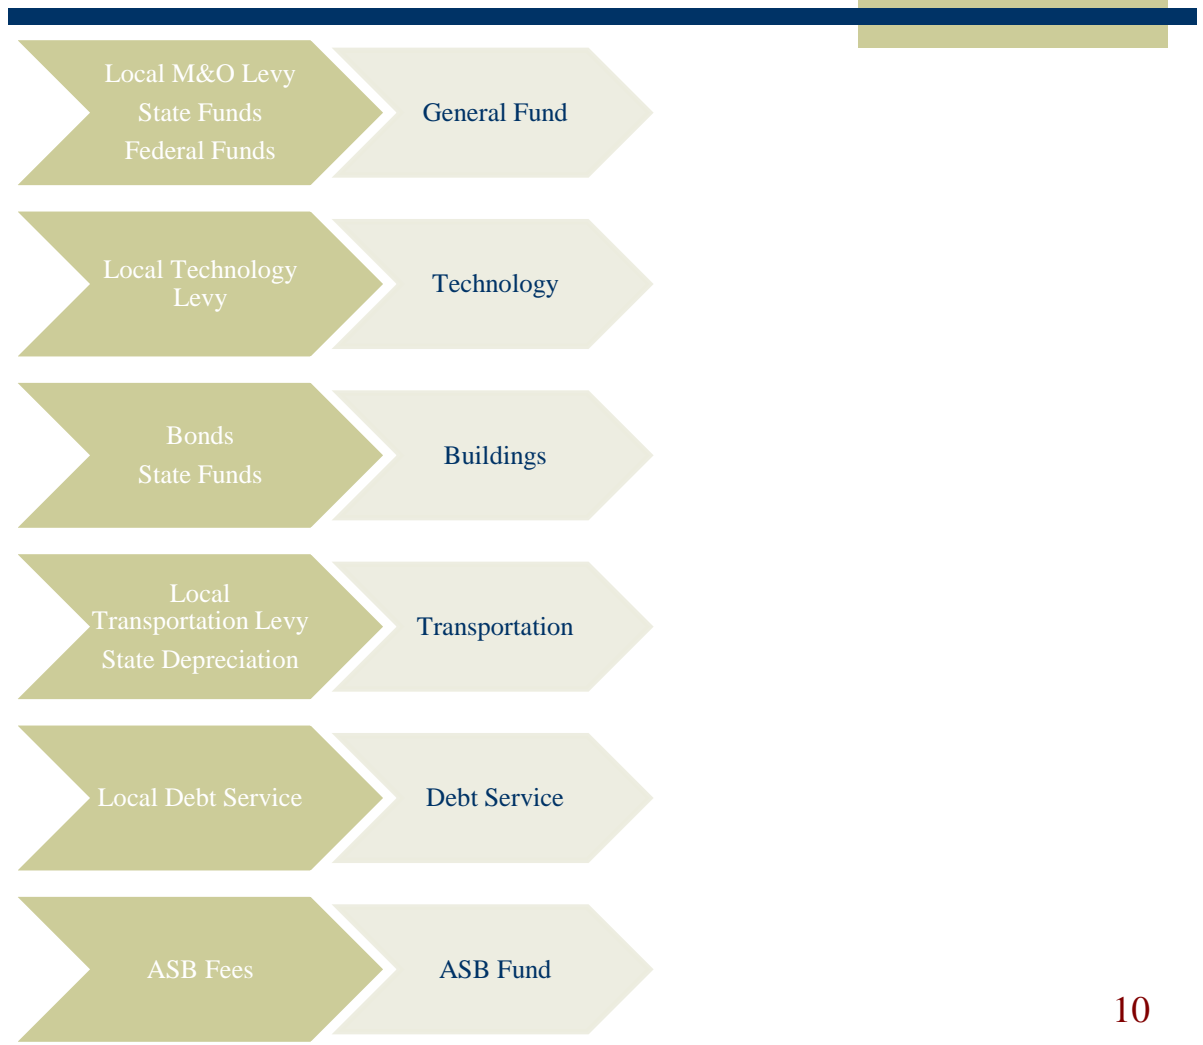 Local M&O Levy
State Funds
Federal Funds
General Fund
Local Technology
Levy
Technology
Bonds
State Funds
Buildings
Local
Transportation Levy
State Depreciation
Transportation
Local Debt Service
Debt Service
ASB Fees
ASB Fund
10